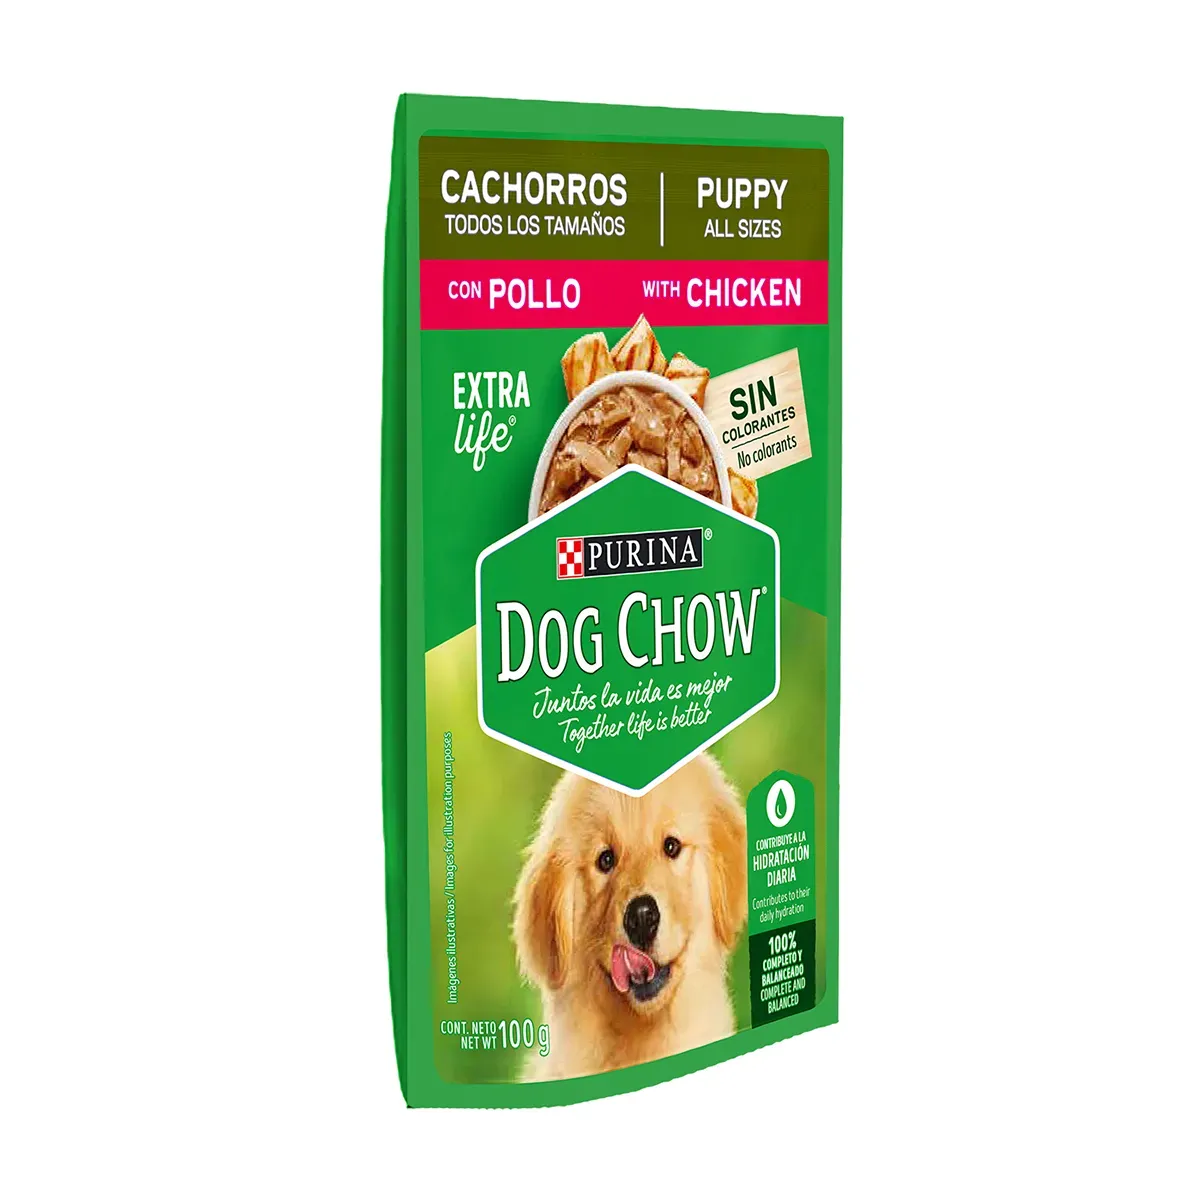 CACHORROS
TODOS LOS TAMAÑOS
PUPPY
ALL SIZES
CON POLLO
WITH CHICKEN
EXTRA
life®
SIN
COLORANTES
No colorants
PURINA®
DOG CHOW®
Juntos la vida es mejor
Together life is better
Imágenes ilustrativas / Images for illustration purposes
CONTRIBUYE A LA
HIDRATACIÓN
DIARIA
Contributes to their
daily hydration
100%
COMPLETO Y
BALANCEADO
COMPLETE AND
BALANCED
CONT. NETO
NET WT 100 g